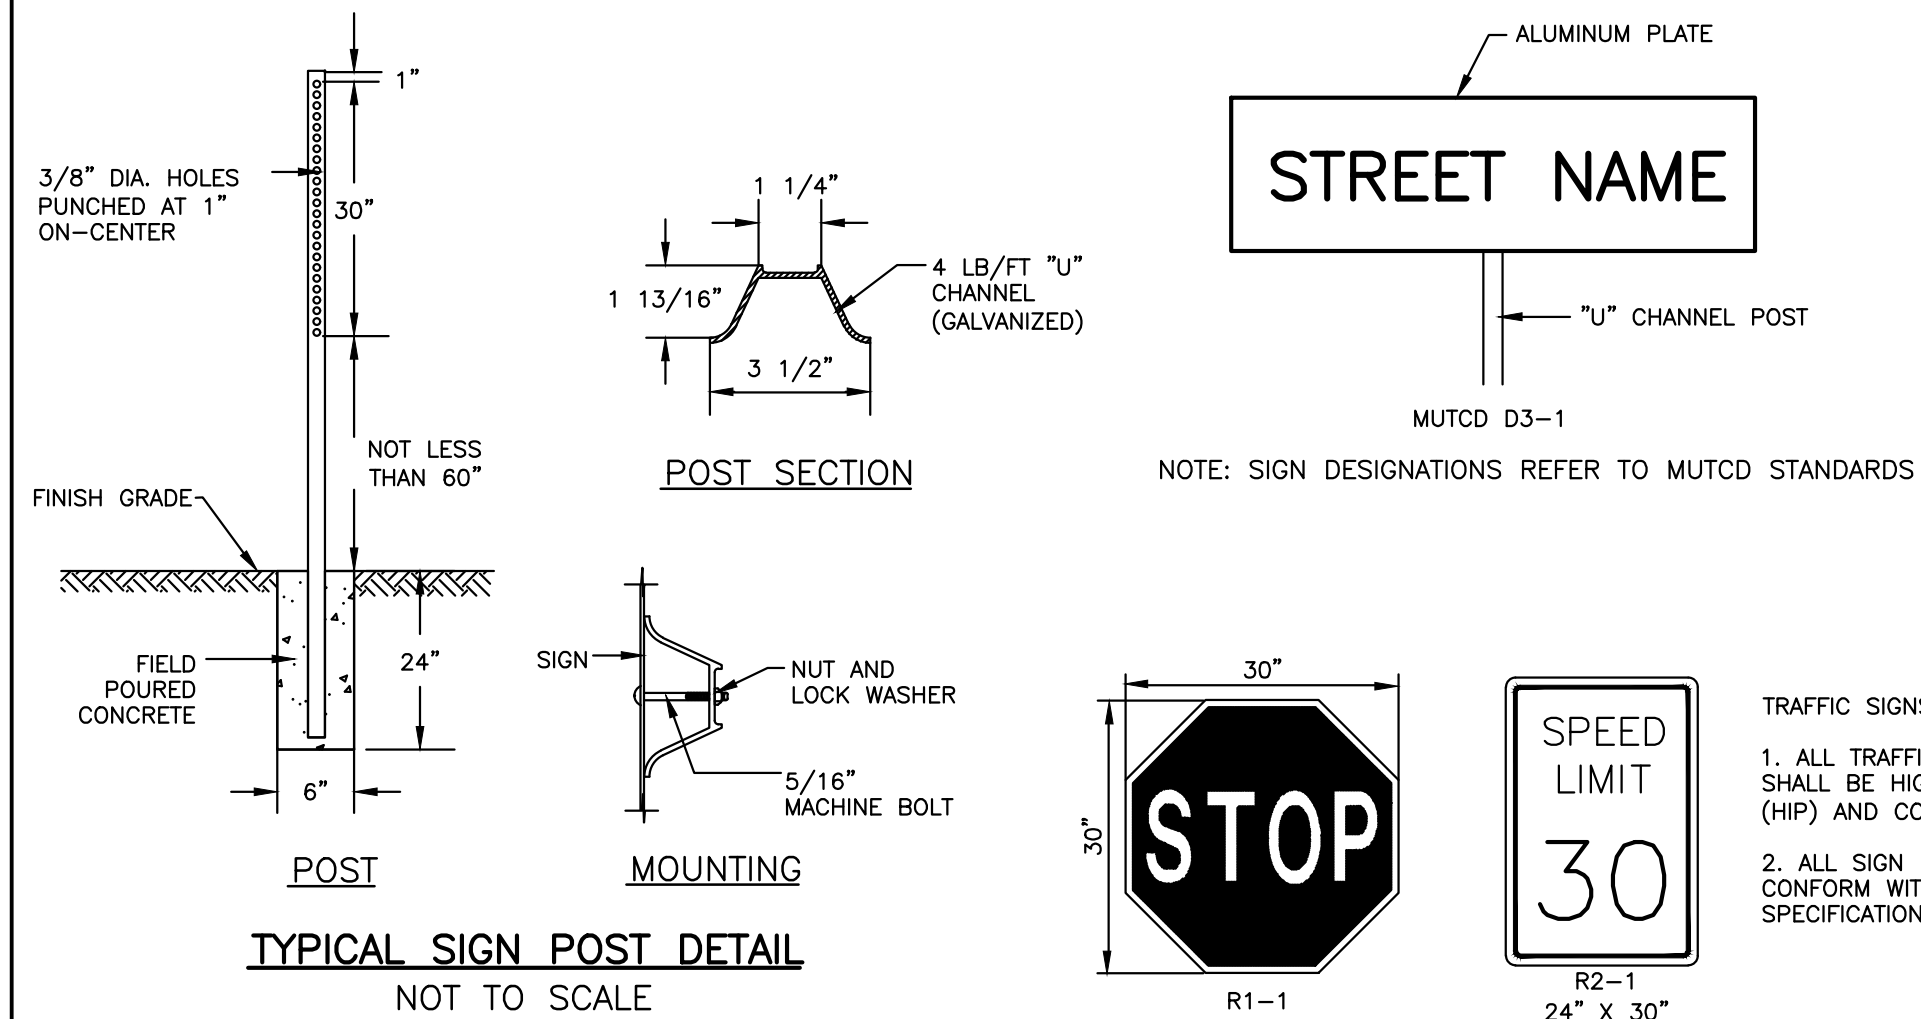 1”
3/8” DIA. HOLES
PUNCHED AT 1”
ON-CENTER
30”
NOT LESS
THAN 60”
FINISH GRADE
FIELD
POURED
CONCRETE
24”
6”
POST
1 1/4”
1 13/16”
4 LB/FT ”U”
CHANNEL
(GALVANIZED)
3 1/2”
POST SECTION
SIGN
NUT AND
LOCK WASHER
5/16”
MACHINE BOLT
MOUNTING
TYPICAL SIGN POST DETAIL
NOT TO SCALE
ALUMINUM PLATE
STREET NAME
”U” CHANNEL POST
MUTCD D3-1
NOTE: SIGN DESIGNATIONS REFER TO MUTCD STANDARDS
30”
30”
STOP
R1-1
SPEED
LIMIT
30
R2-1
24” X 30”
TRAFFIC SIGNS
1. ALL TRAFFI
SHALL BE HIG
(HIP) AND CO
2. ALL SIGN
CONFORM WIT
SPECIFICATION